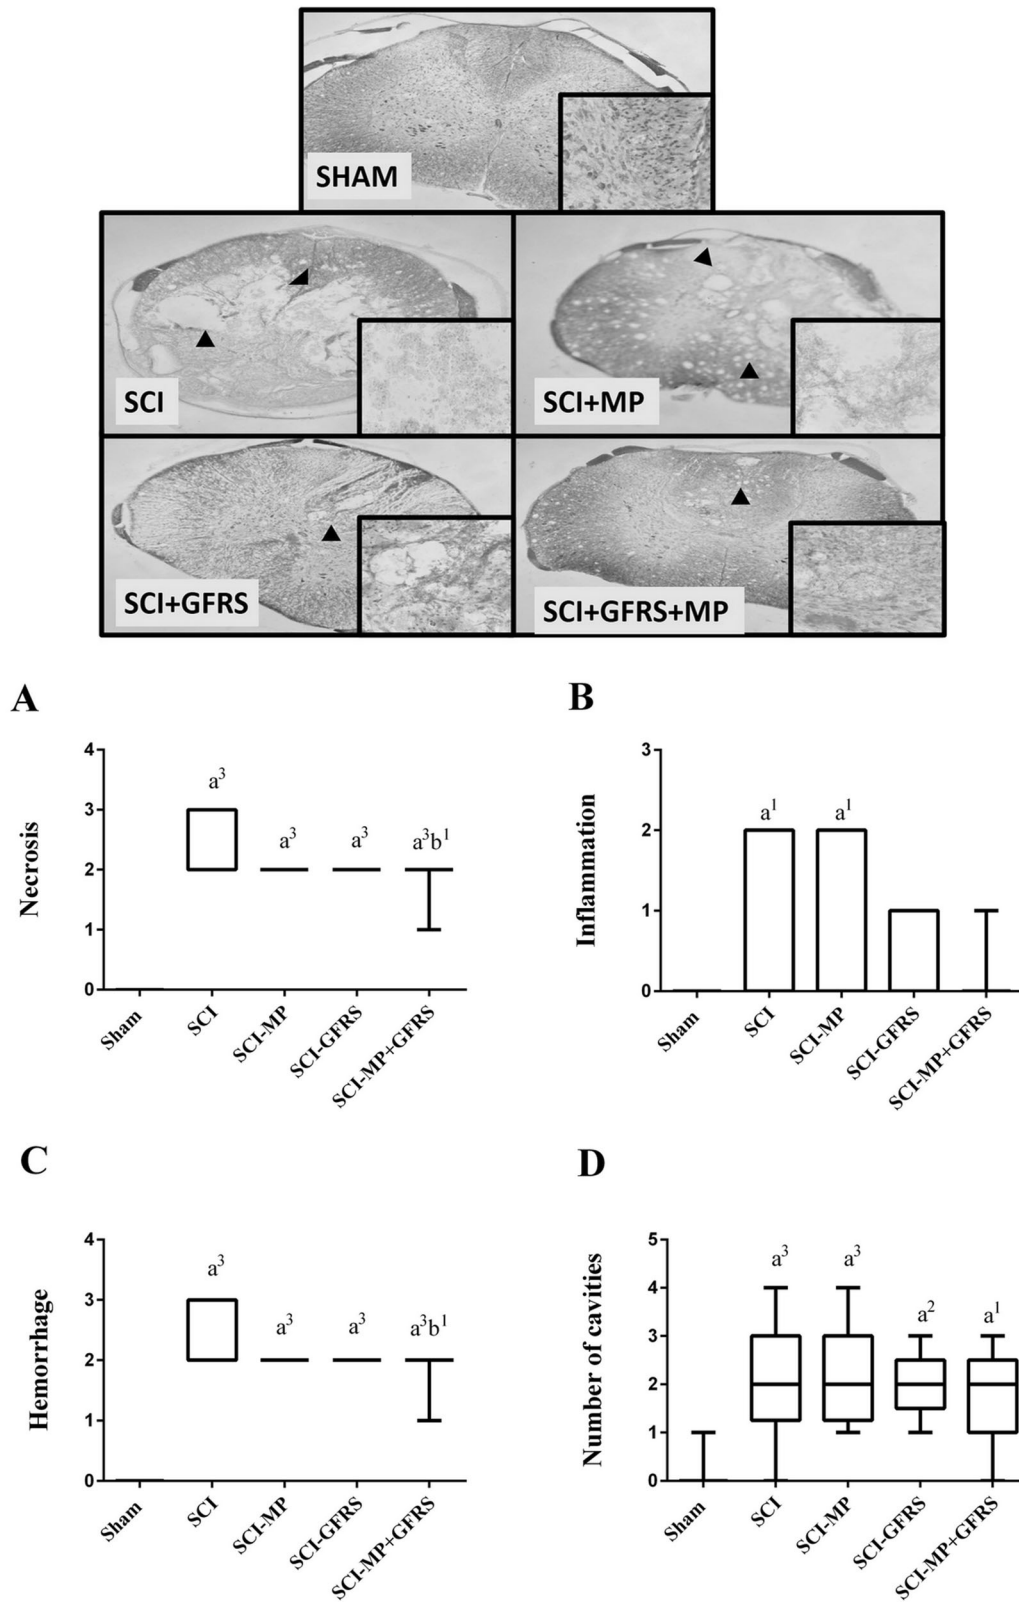 SHAM
SCI
SCI+MP
SCI+GFRS
SCI+GFRS+MP
A
Necrosis
4
3
2
1
0
a³
a³
a³
a³b¹
Sham
SCI
SCI-MP
SCI-GFRS
SCI-MP+GFRS
B
Inflammation
3
2
1
0
a¹
a¹
Sham
SCI
SCI-MP
SCI-GFRS
SCI-MP+GFRS
C
Hemorrhage
4
3
2
1
0
a³
a³
a³
a³b¹
Sham
SCI
SCI-MP
SCI-GFRS
SCI-MP+GFRS
D
Number of cavities
5
4
3
2
1
0
a³
a³
a²
a¹
Sham
SCI
SCI-MP
SCI-GFRS
SCI-MP+GFRS